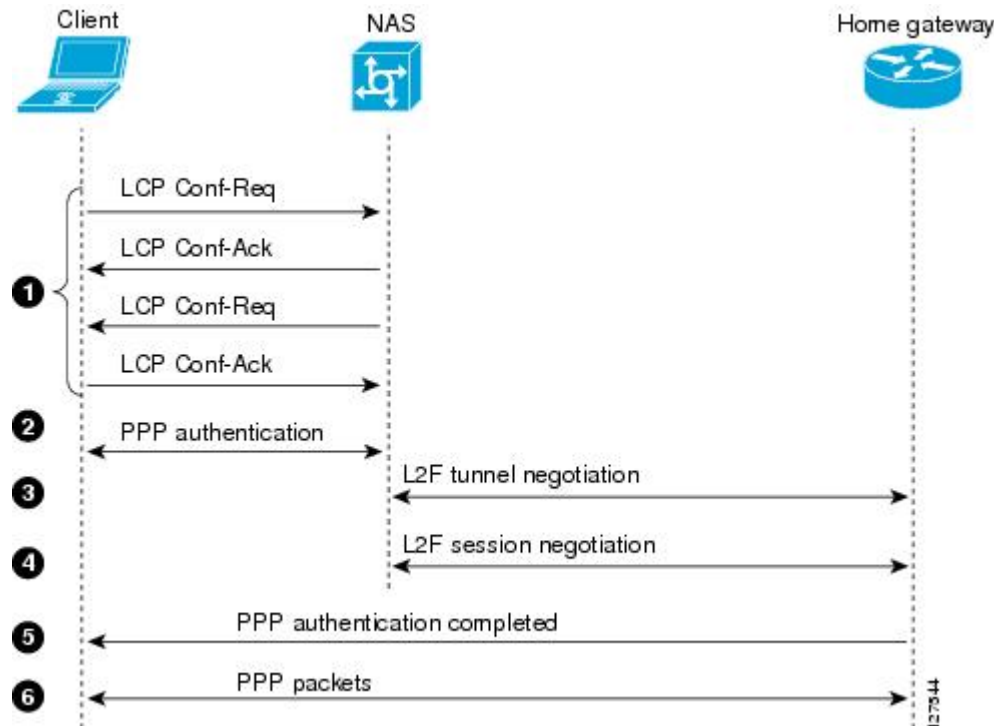 Client
NAS
Home gateway
LCP Conf-Req
LCP Conf-Ack
1
LCP Conf-Req
LCP Conf-Ack
2
PPP authentication
L2F tunnel negotiation
3
L2F session negotiation
4
PPP authentication completed
5
PPP packets
6
127544